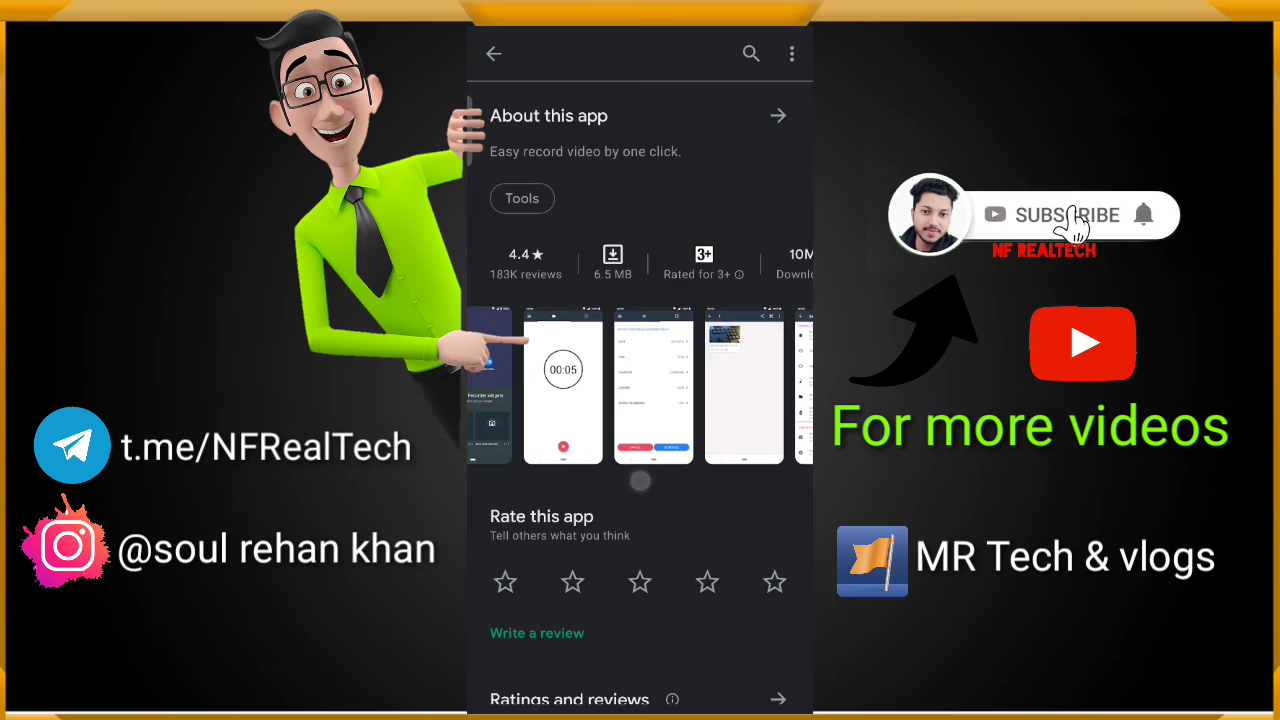 About this app
Easy record video by one click.
Tools
4.4★
183K reviews
6.5 MB
3+
Rated for 3+
10M
Downlo
00:05
Rate this app
Tell others what you think
Write a review
Ratings and reviews
t.me/NFRealTech
@soul rehan khan
SUBSCRIBE
NF REALTECH
For more videos
MR Tech & vlogs